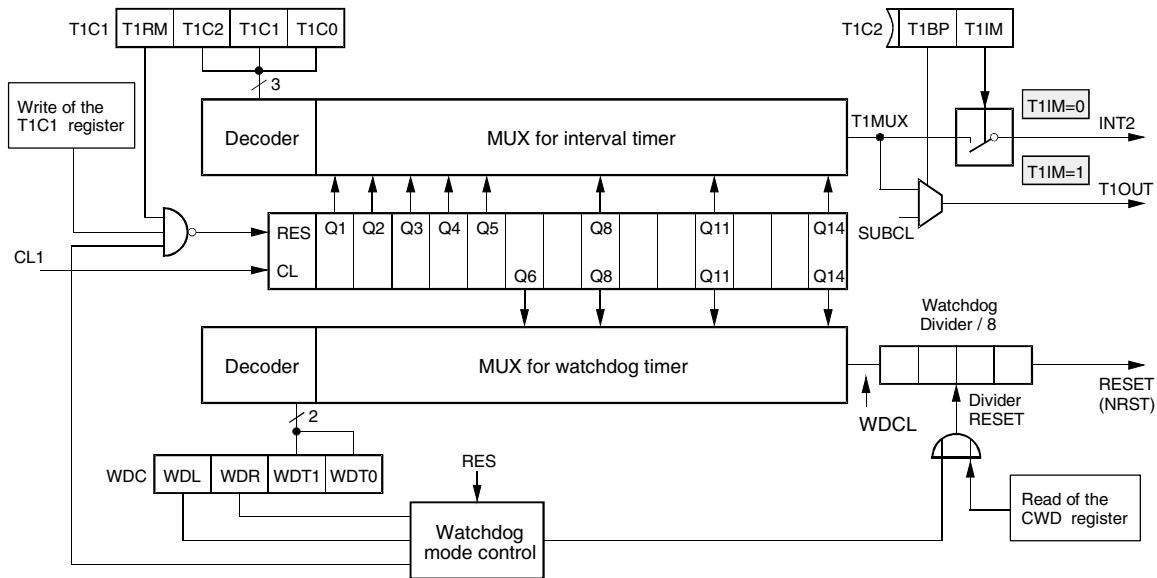 T1C1 T1RM T1C2 T1C1 T1C0
T1C2 T1BP T1IM
3
Write of the
T1C1 register
Decoder
MUX for interval timer
T1MUX
T1IM=0
INT2
T1IM=1
T1OUT
SUBCL
RES Q1 Q2 Q3 Q4 Q5 Q8 Q11 Q14
CL1
CL Q6 Q8 Q11 Q14
Watchdog
Divider / 8
Decoder
MUX for watchdog timer
RESET
(NRST)
Divider
RESET
WDCL
2
WDC WDL WDR WDT1 WDT0
RES
Read of the
CWD register
Watchdog
mode control